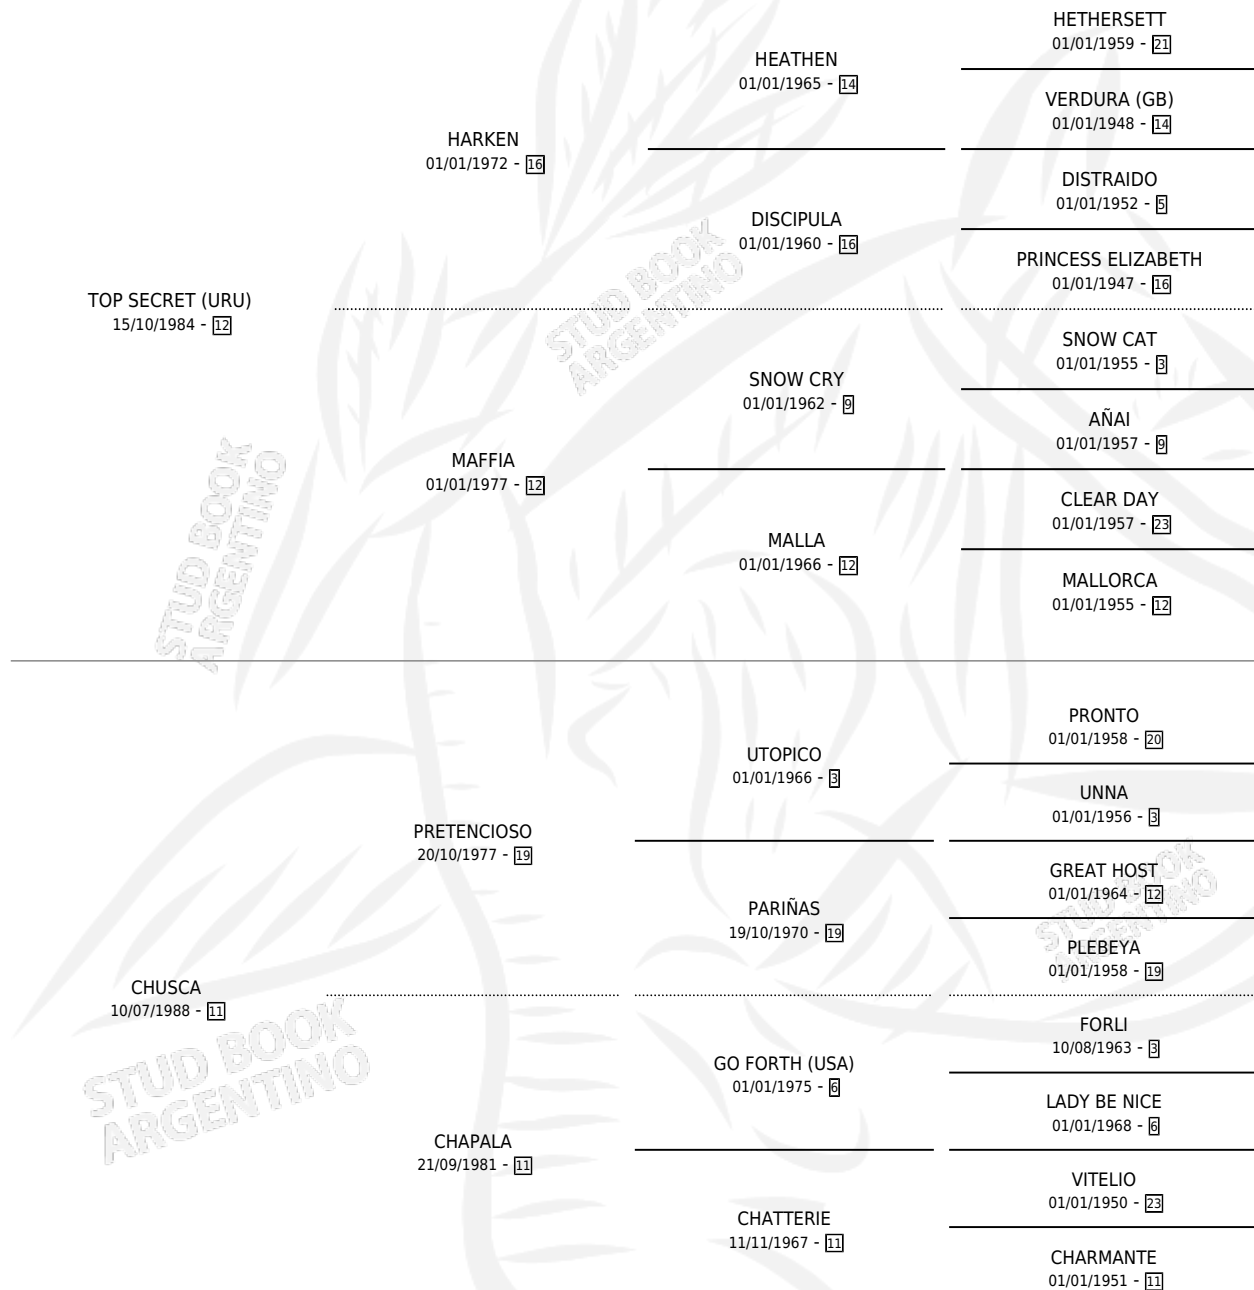 HETHERSETT
01/01/1959 - 21
HEATHEN
01/01/1965 - 14
VERDURA (GB)
01/01/1948 - 14
HARKEN
01/01/1972 - 16
DISTRAIDO
01/01/1952 - 5
DISCIPULA
01/01/1960 - 16
PRINCESS ELIZABETH
01/01/1947 - 16
TOP SECRET (URU)
15/10/1984 - 12
SNOW CAT
01/01/1955 - 3
SNOW CRY
01/01/1962 - 9
AÑAI
01/01/1957 - 9
MAFFIA
01/01/1977 - 12
CLEAR DAY
01/01/1957 - 23
MALLA
01/01/1966 - 12
MALLORCA
01/01/1955 - 12
PRONTO
01/01/1958 - 20
UTOPICO
01/01/1966 - 3
UNNA
01/01/1956 - 3
PRETENCIOSO
20/10/1977 - 19
GREAT HOST
01/01/1964 - 12
PARIÑAS
19/10/1970 - 19
PLEBEYA
01/01/1958 - 19
CHUSCA
10/07/1988 - 11
FORLI
10/08/1963 - 3
GO FORTH (USA)
01/01/1975 - 6
LADY BE NICE
01/01/1968 - 6
CHAPALA
21/09/1981 - 11
VITELIO
01/01/1950 - 23
CHATTERIE
11/11/1967 - 11
CHARMANTE
01/01/1951 - 11
STUD BOOK
ARGENTINO
STUD BOOK
ARGENTINO
STUD BOOK
ARGENTINO
STUD BOOK
ARGENTINO